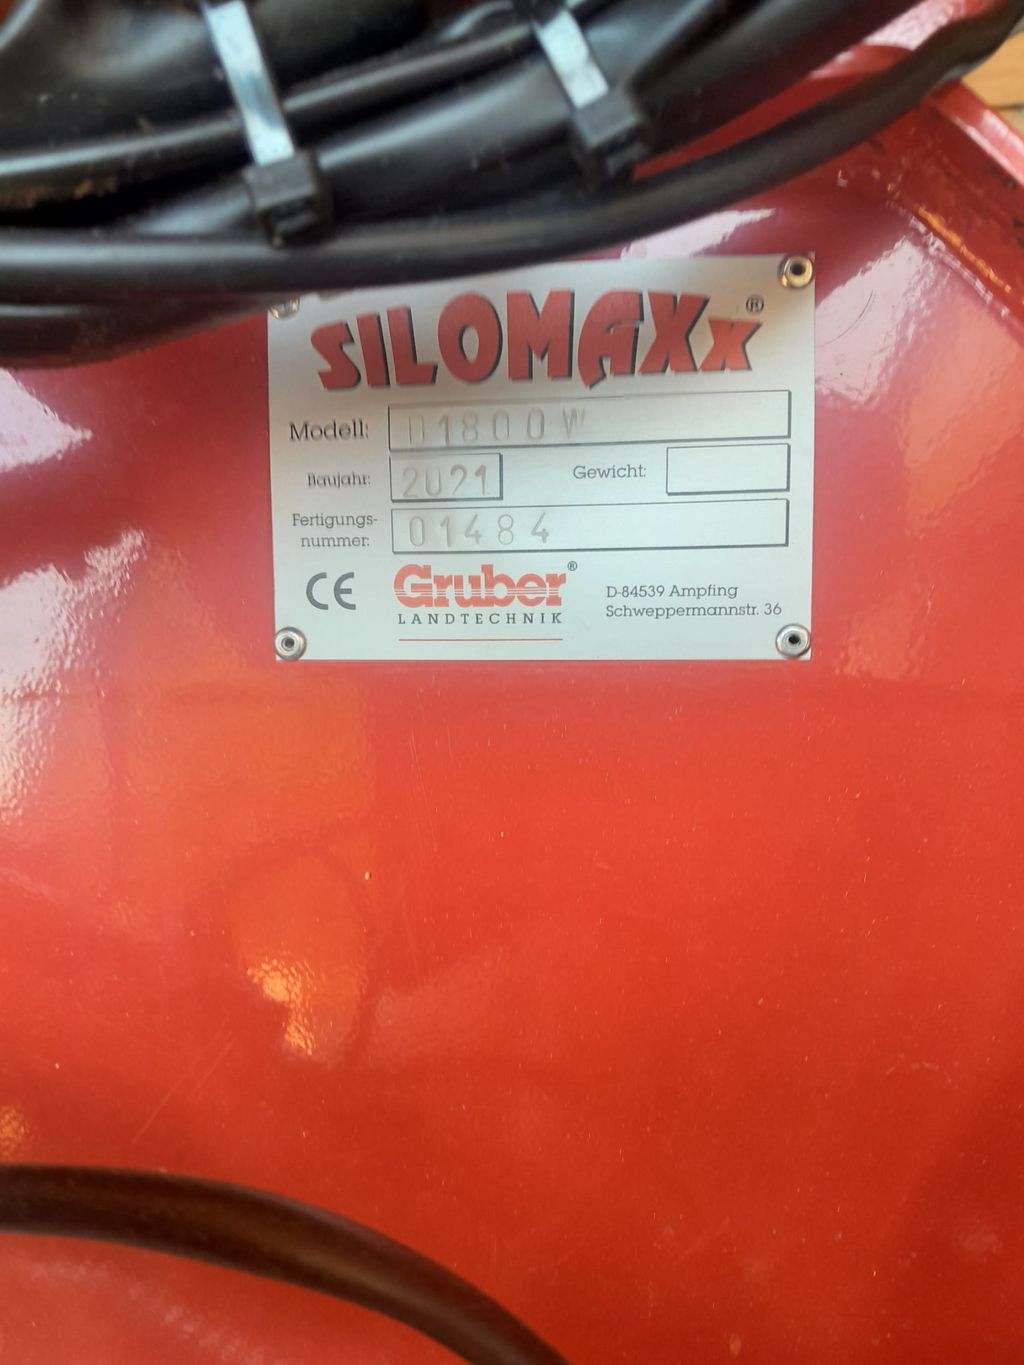 SILOMAXx®
Modell: D1800W
Baujahr: 2021 Gewicht:
Fertigungs-
nummer: 01484
CE Gruber® D-84539 Ampfing
LANDTECHNIK Schweppermannstr. 36